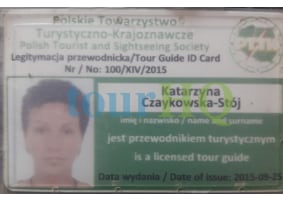 Polskie Towarzystwo
Turystyczno-Krajoznawcze
Polish Tourist and Sightseeing Society
Legitymacja przewodnicka/Tour Guide ID Card
Nr / No: 100/XIV/2015
Katarzyna
Czaykowska-Stój
imię i nazwisko / name and surname
jest przewodnikiem turystycznym
is a licensed tour guide
Data wydania / Date of issue: 2015-09-25
tourHQ